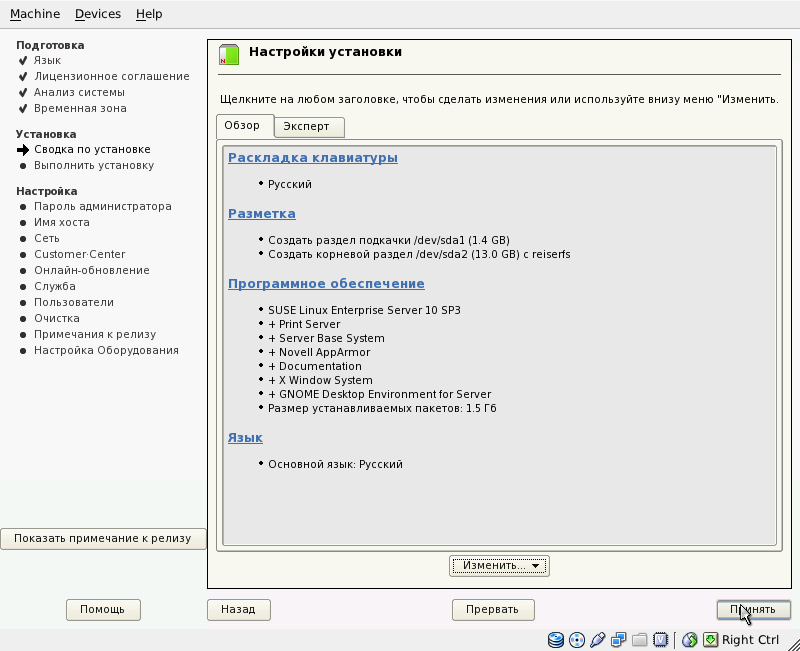 Machine Devices Help
Подготовка
Язык
Лицензионное соглашение
Анализ системы
Временная зона
Установка
Сводка по установке
Выполнить установку
Настройка
Пароль администратора
Имя хоста
Сеть
Customer-Center
Онлайн-обновление
Служба
Пользователи
Очистка
Примечания к релизу
Настройка Оборудования
Показать примечание к релизу
Помощь
Настройки установки
Щелкните на любом заголовке, чтобы сделать изменения или используйте внизу меню "Изменить.
Обзор Эксперт
Раскладка клавиатуры
Русский
Разметка
Создать раздел подкачки /dev/sda1 (1.4 GB)
Создать корневой раздел /dev/sda2 (13.0 GB) с reiserfs
Программное обеспечение
SUSE Linux Enterprise Server 10 SP3
+ Print Server
+ Server Base System
+ Novell AppArmor
+ Documentation
+ X Window System
+ GNOME Desktop Environment for Server
Размер устанавливаемых пакетов: 1.5 Гб
Язык
Основной язык: Русский
Изменить...
Назад Прервать Принять
Right Ctrl